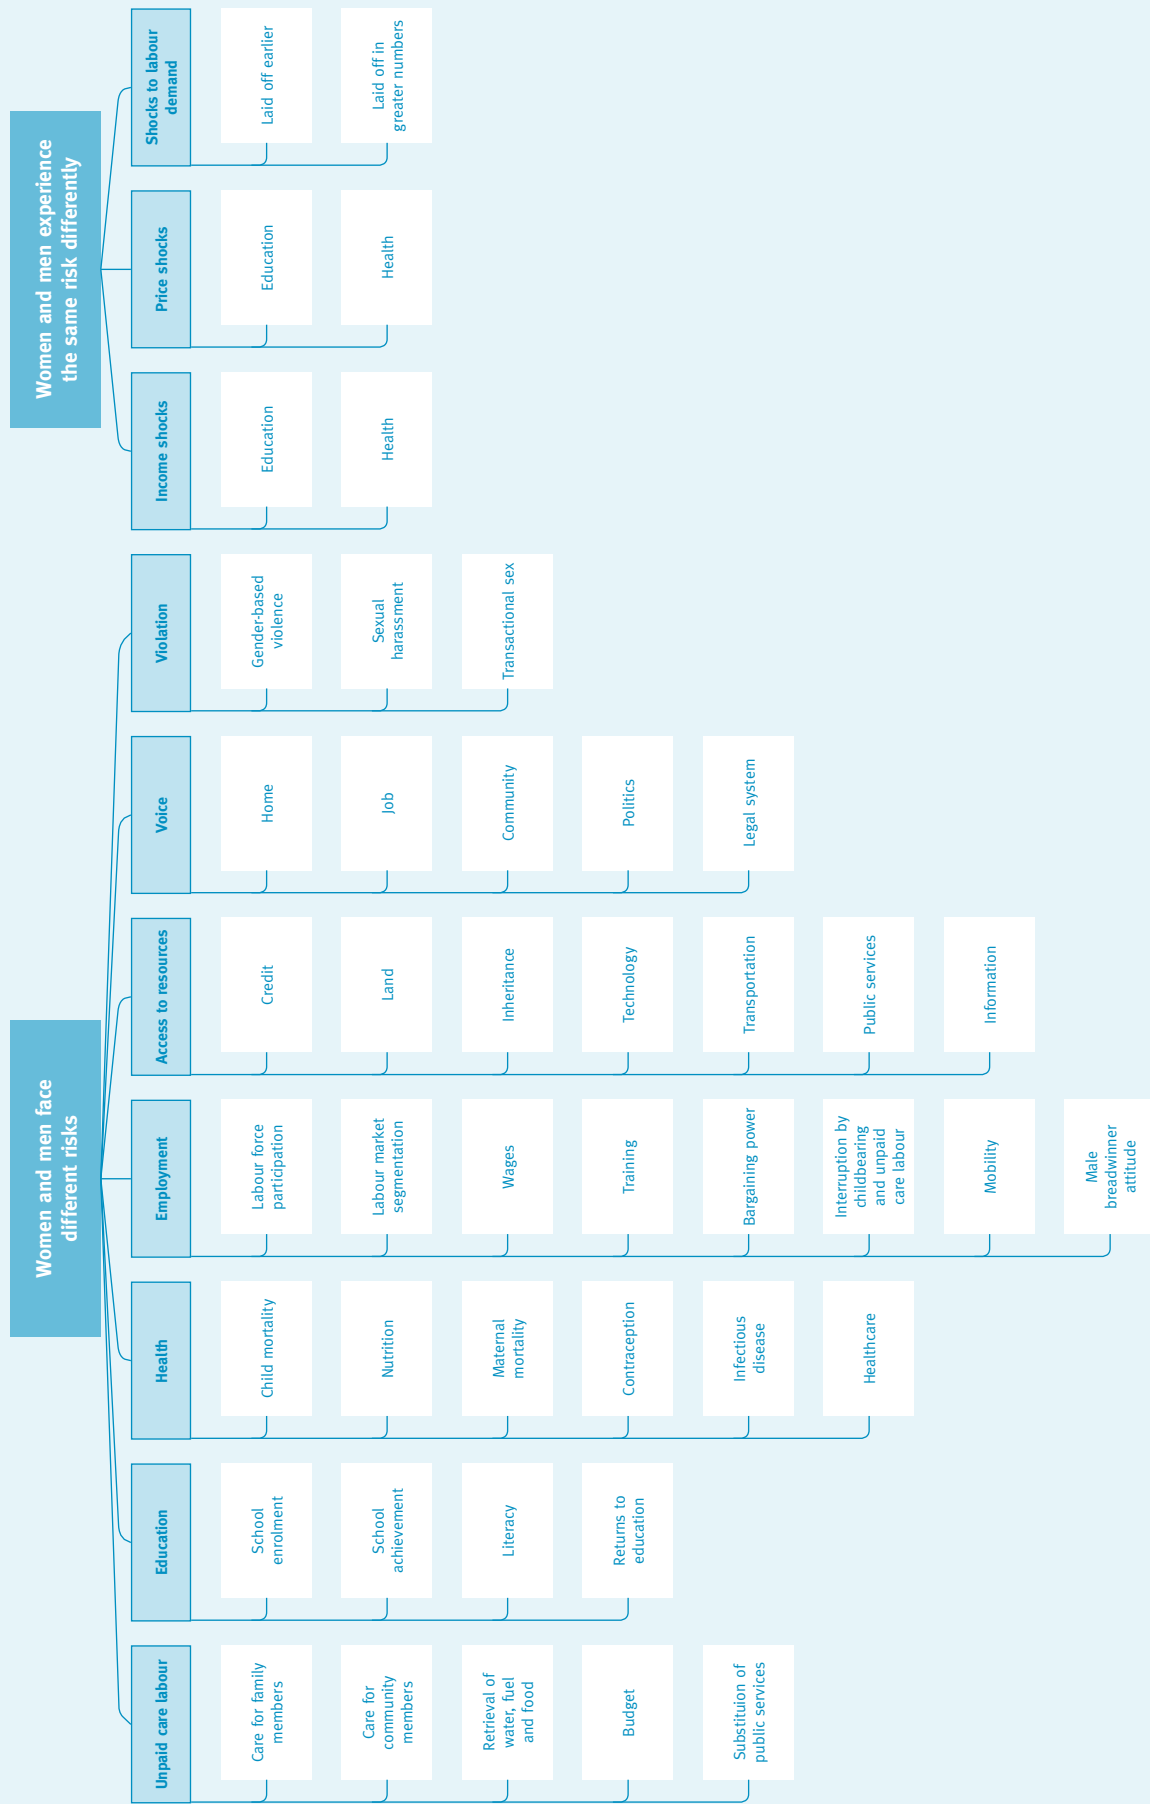 Women and men face
different risks
Unpaid care labour
Care for family
members
Care for
community
members
Retrieval of
water, fuel
and food
Budget
Substituion of
public services
Education
School
enrolment
School
achievement
Literacy
Returns to
education
Health
Child mortality
Nutrition
Maternal
mortality
Contraception
Infectious
disease
Healthcare
Employment
Labour force
participation
Labour market
segmentation
Wages
Training
Bargaining power
Interruption by
childbearing
and unpaid
care labour
Mobility
Male
breadwinner
attitude
Access to resources
Credit
Land
Inheritance
Technology
Transportation
Public services
Information
Voice
Home
Job
Community
Politics
Legal system
Violation
Gender-based
violence
Sexual
harassment
Transactional sex
Women and men experience
the same risk differently
Income shocks
Education
Health
Price shocks
Education
Health
Shocks to labour
demand
Laid off earlier
Laid off in
greater numbers